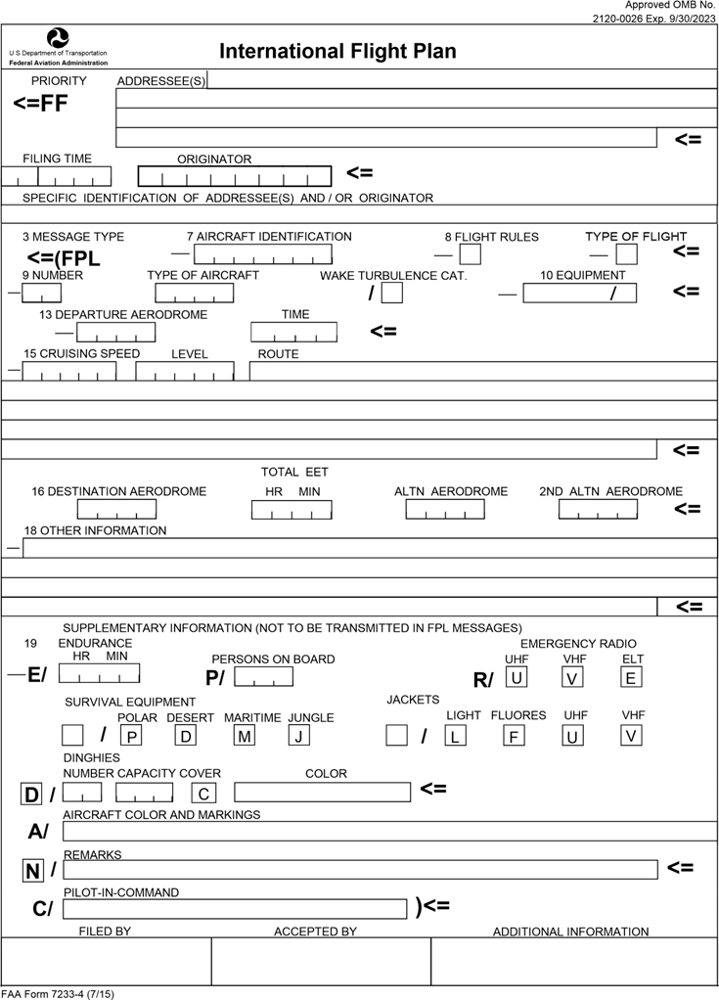 Approved OMB No.
2120-0026 Exp. 9/30/2023
U S Department of Transportation
Federal Aviation Administration
International Flight Plan
PRIORITY ADDRESSEE(S)
<=FF
<=
FILING TIME ORIGINATOR
<=
SPECIFIC IDENTIFICATION OF ADDRESSEE(S) AND / OR ORIGINATOR
3 MESSAGE TYPE 7 AIRCRAFT IDENTIFICATION 8 FLIGHT RULES TYPE OF FLIGHT
<=(FPL — — — <=
9 NUMBER TYPE OF AIRCRAFT WAKE TURBULENCE CAT. 10 EQUIPMENT
— / — / <=
13 DEPARTURE AERODROME TIME
— <=
15 CRUISING SPEED LEVEL ROUTE
—
<=
TOTAL EET
16 DESTINATION AERODROME HR MIN ALTN AERODROME 2ND ALTN AERODROME
<=
18 OTHER INFORMATION
—
<=
SUPPLEMENTARY INFORMATION (NOT TO BE TRANSMITTED IN FPL MESSAGES)
19 ENDURANCE EMERGENCY RADIO
HR MIN PERSONS ON BOARD UHF VHF ELT
—E/ P/ R/ U V E
SURVIVAL EQUIPMENT JACKETS
POLAR DESERT MARITIME JUNGLE LIGHT FLUORES UHF VHF
/ P D M J / L F U V
DINGHIES
NUMBER CAPACITY COVER COLOR
D / C <=
AIRCRAFT COLOR AND MARKINGS
A/
REMARKS
N / <=
PILOT-IN-COMMAND
C/ )<=
FILED BY ACCEPTED BY ADDITIONAL INFORMATION
FAA Form 7233-4 (7/15)